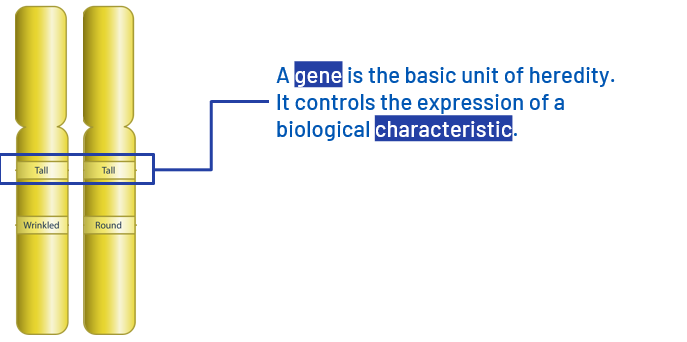 A gene is the basic unit of heredity.
It controls the expression of a
biological characteristic.
Tall Tall
Wrinkled Round